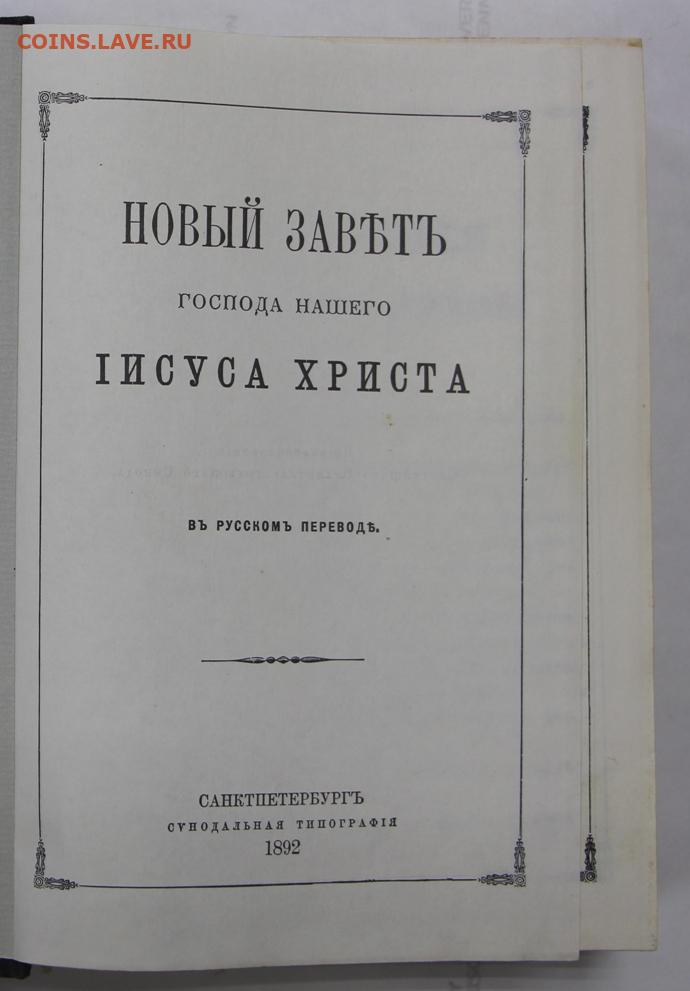 COINS.LAVE.RU
НОВЫЙ ЗАВѢТЪ
ГОСПОДА НАШЕГО
ІИСУСА ХРИСТА
ВЪ РУССКОМЪ ПЕРЕВОДѢ.
САНКТПЕТЕРБУРГЪ
СѴНОДАЛЬНАЯ ТИПОГРАФІЯ
1892